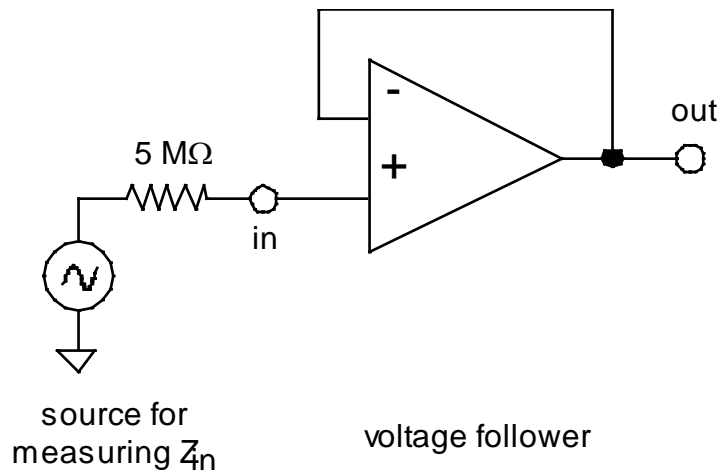 -
out
5 MΩ
+
in
source for
measuring Zin
voltage follower